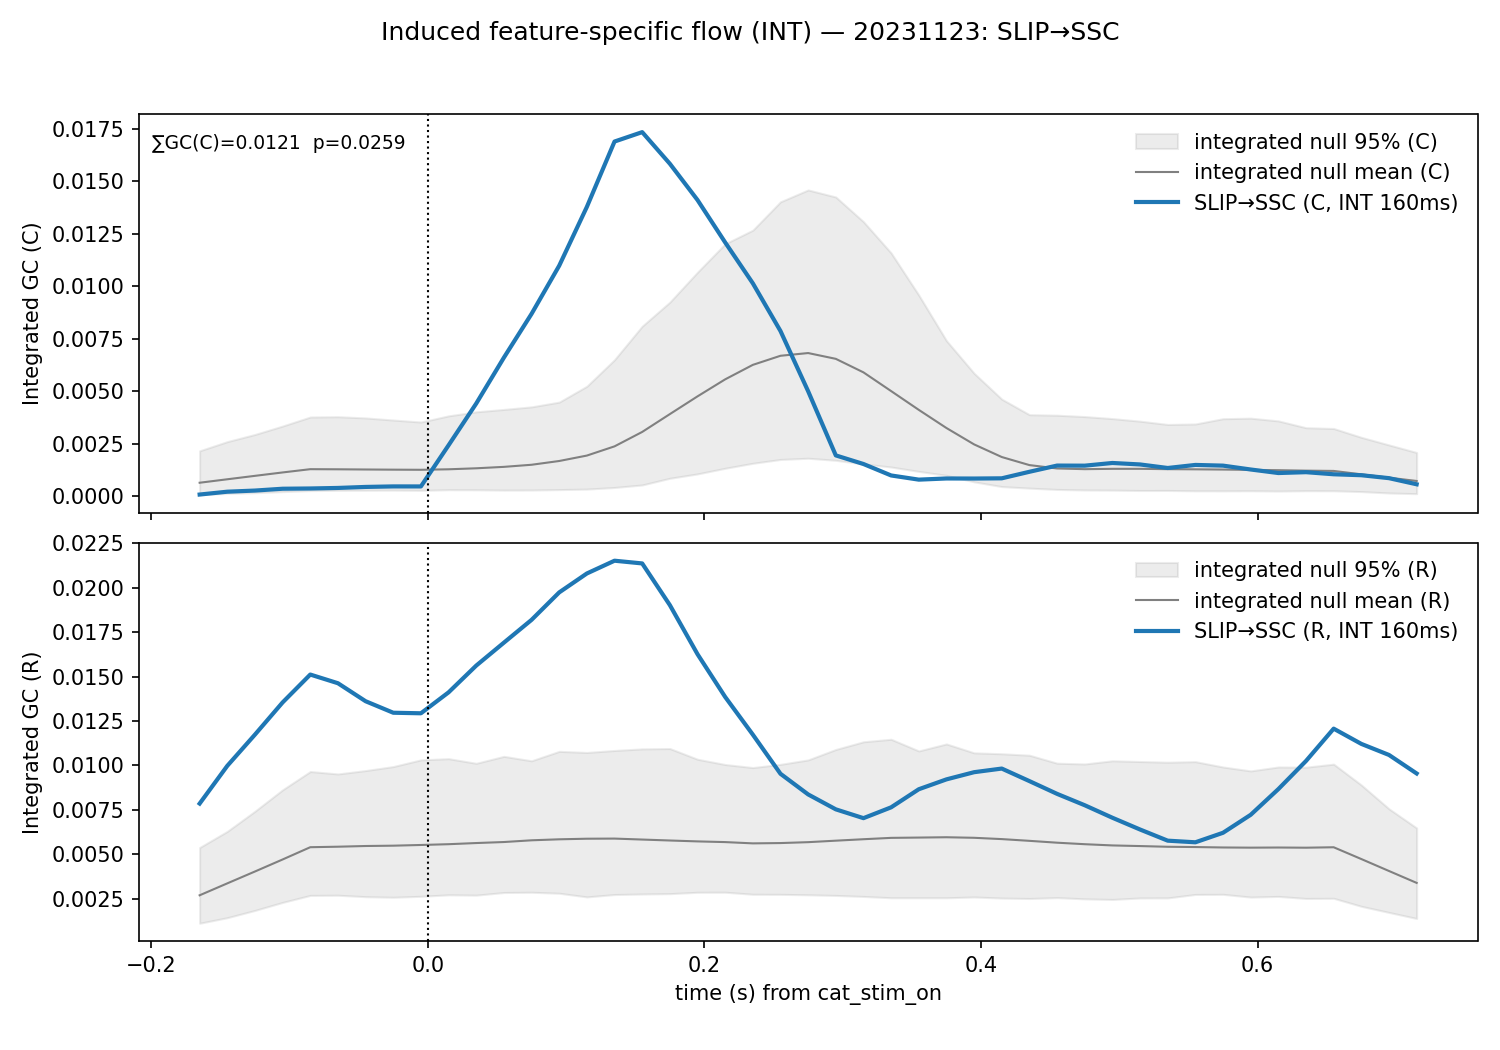 Induced feature-specific flow (INT) — 20231123: SLIP→SSC
∑GC(C)=0.0121  p=0.0259
integrated null 95% (C)
integrated null mean (C)
SLIP→SSC (C, INT 160ms)
Integrated GC (C)
0.0175
0.0150
0.0125
0.0100
0.0075
0.0050
0.0025
0.0000
integrated null 95% (R)
integrated null mean (R)
SLIP→SSC (R, INT 160ms)
Integrated GC (R)
0.0225
0.0200
0.0175
0.0150
0.0125
0.0100
0.0075
0.0050
0.0025
−0.2 0.0 0.2 0.4 0.6
time (s) from cat_stim_on